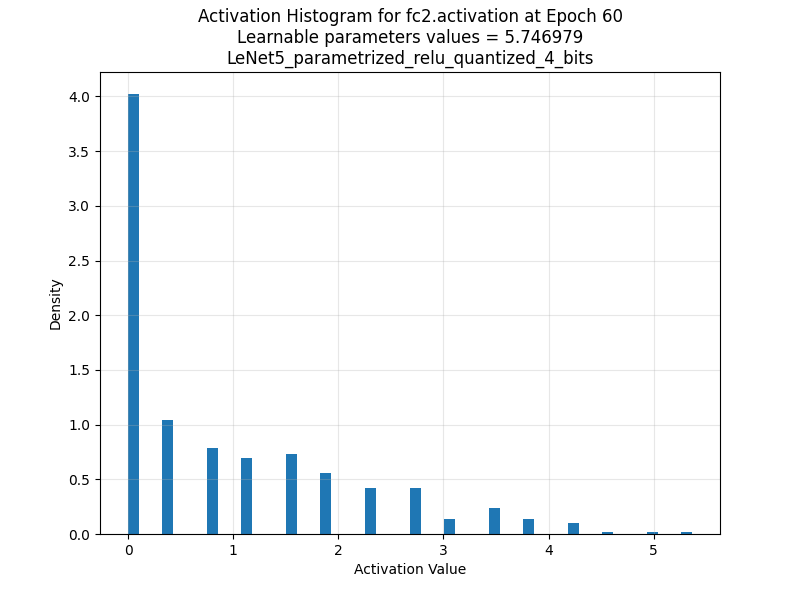 Activation Histogram for fc2.activation at Epoch 60
Learnable parameters values = 5.746979
LeNet5_parametrized_relu_quantized_4_bits
4.0
3.5
3.0
2.5
2.0
1.5
1.0
0.5
0.0
Density
0 1 2 3 4 5
Activation Value